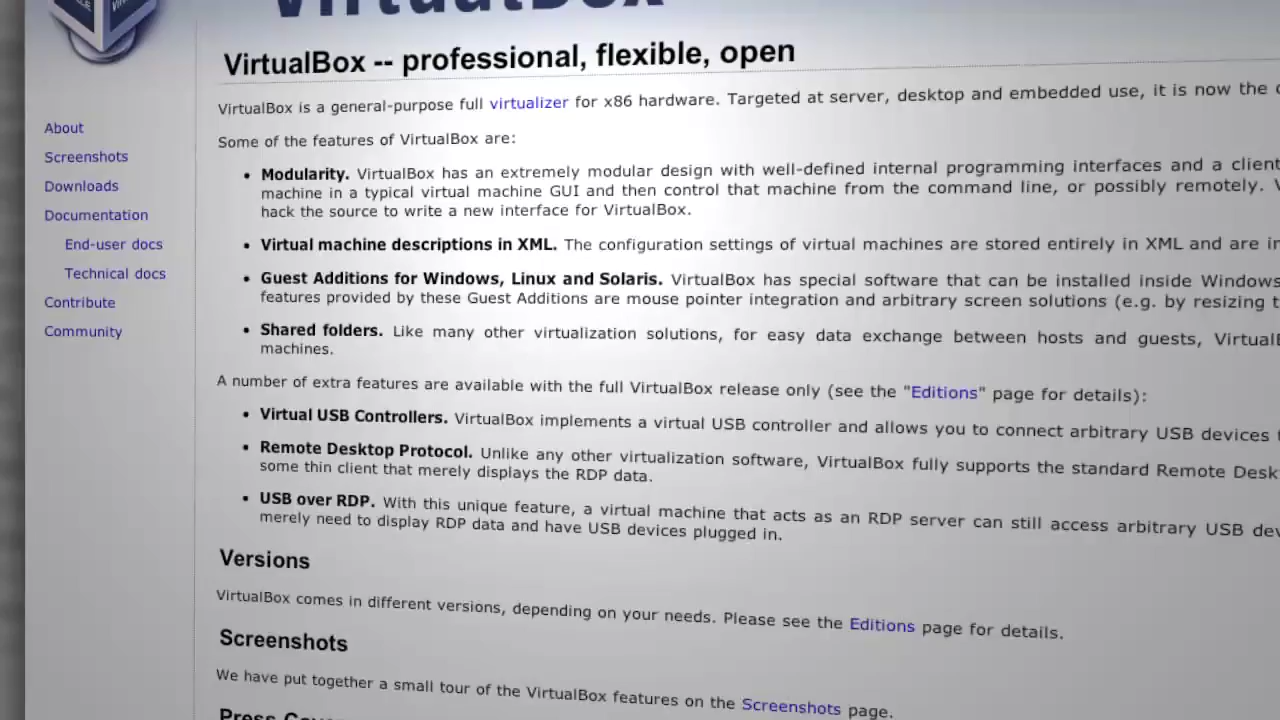 VirtualBox
VirtualBox -- professional, flexible, open
VirtualBox is a general-purpose full virtualizer for x86 hardware. Targeted at server, desktop and embedded use, it is now the
Some of the features of VirtualBox are:
About
Screenshots
Downloads
Documentation
End-user docs
Technical docs
Contribute
Community
• Modularity. VirtualBox has an extremely modular design with well-defined internal programming interfaces and a client
machine in a typical virtual machine GUI and then control that machine from the command line, or possibly remotely.
hack the source to write a new interface for VirtualBox.
• Virtual machine descriptions in XML. The configuration settings of virtual machines are stored entirely in XML and are
• Guest Additions for Windows, Linux and Solaris. VirtualBox has special software that can be installed inside Windows
features provided by these Guest Additions are mouse pointer integration and arbitrary screen solutions (e.g. by resizing
• Shared folders. Like many other virtualization solutions, for easy data exchange between hosts and guests,
machines.
A number of extra features are available with the full VirtualBox release only (see the "Editions" page for details):
• Virtual USB Controllers. VirtualBox implements a virtual USB controller and allows you to connect arbitrary USB devices
• Remote Desktop Protocol. Unlike any other virtualization software, VirtualBox fully supports the standard Remote
some thin client that merely displays the RDP data.
• USB over RDP. With this unique feature, a virtual machine that acts as an RDP server can still access arbitrary USB
merely need to display RDP data and have USB devices plugged in.
Versions
VirtualBox comes in different versions, depending on your needs. Please see the Editions page for details.
Screenshots
We have put together a small tour of the VirtualBox features on the Screenshots page.
Press